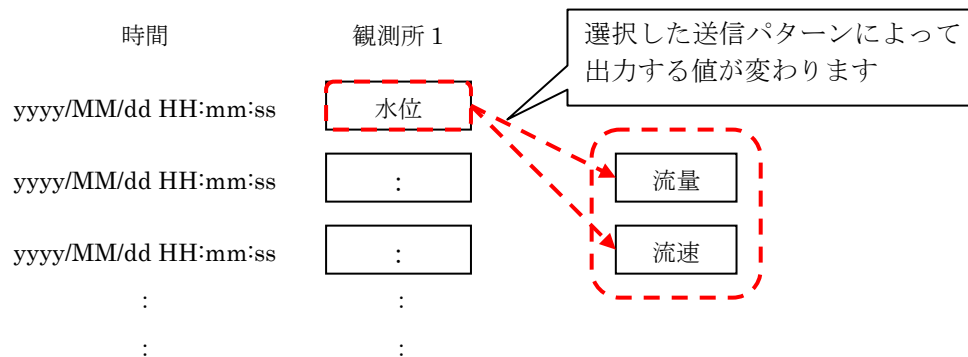 時間
観測所 1
選択した送信パターンによって
出力する値が変わります
yyyy/MM/dd HH:mm:ss
水位
yyyy/MM/dd HH:mm:ss
:
流量
yyyy/MM/dd HH:mm:ss
:
流速
:
:
:
: